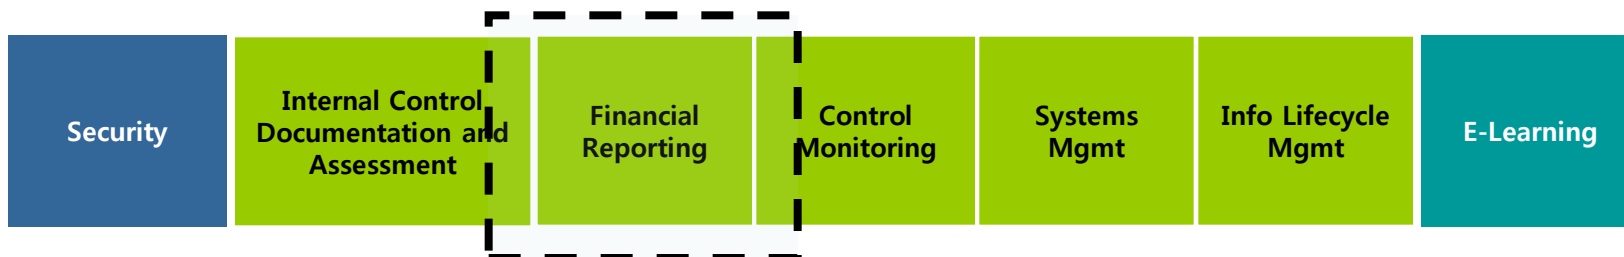 Security
Internal Control
Documentation and
Assessment
Financial
Reporting
Control
Monitoring
Systems
Mgmt
Info Lifecycle
Mgmt
E-Learning